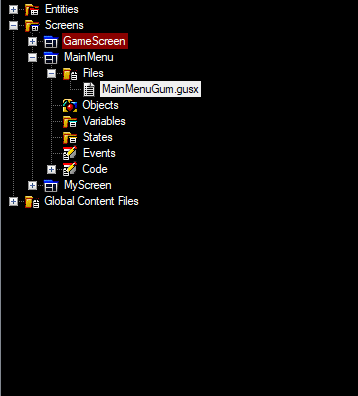 Entities
Screens
GameScreen
MainMenu
Files
MainMenuGum.gusx
Objects
Variables
States
Events
Code
MyScreen
Global Content Files